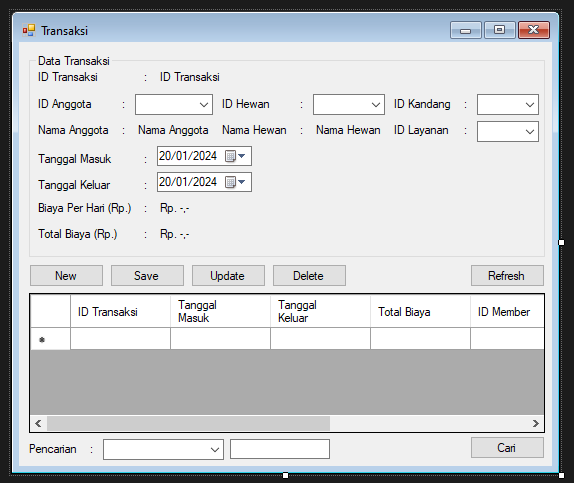 Transaksi
Data Transaksi
ID Transaksi : ID Transaksi
ID Anggota : ID Hewan : ID Kandang :
Nama Anggota : Nama Anggota Nama Hewan : Nama Hewan ID Layanan :
Tanggal Masuk : 20/01/2024
Tanggal Keluar : 20/01/2024
Biaya Per Hari (Rp.) : Rp. -,-
Total Biaya (Rp.) : Rp. -,-
New Save Update Delete Refresh
ID Transaksi Tanggal Masuk Tanggal Keluar Total Biaya ID Member
Pencarian : Cari